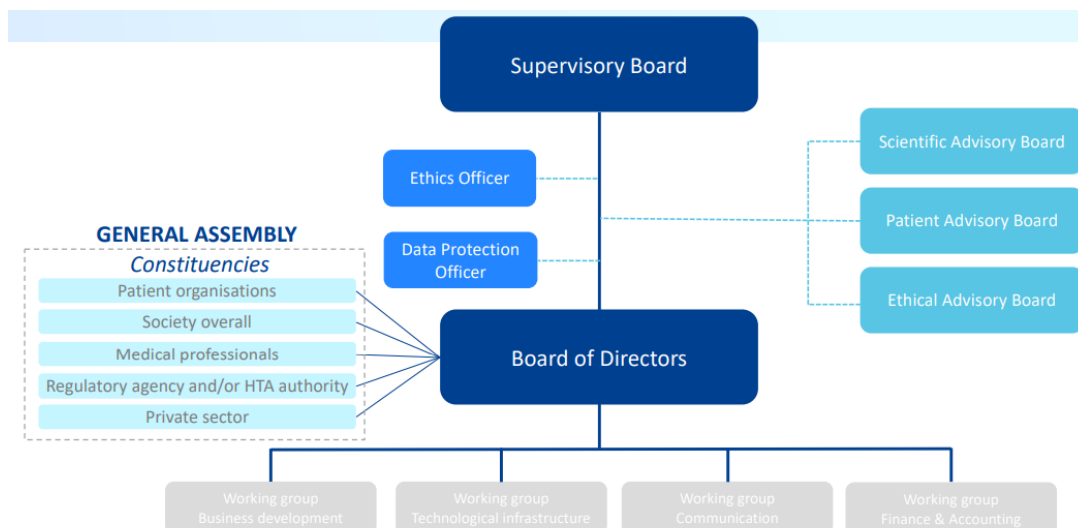 Supervisory Board
Scientific Advisory Board
Ethics Officer
Patient Advisory Board
GENERAL ASSEMBLY
Data Protection
Officer
Constituencies
Patient organisations
Ethical Advisory Board
Society overall
Medical professionals
Board of Directors
Regulatory agency and/or HTA authority
Private sector
Working group
Business development
Working group
Technological infrastructure
Working group
Communication
Working group
Finance & Accounting